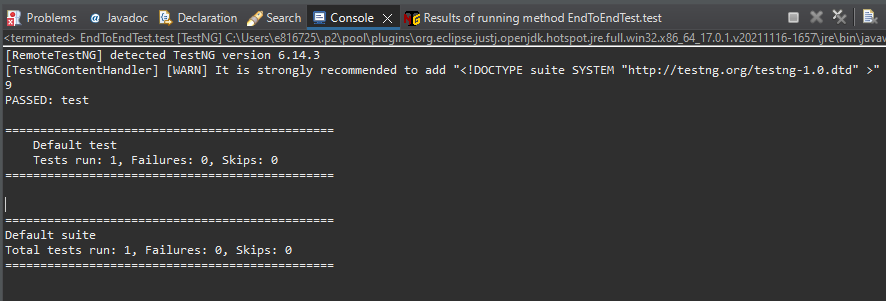 Problems @ Javadoc Declaration Search Console Results of running method EndToEndTest.test
<terminated> EndToEndTest.test [TestNG] C:\Users\e816725\.p2\pool\plugins\org.eclipse.justj.openjdk.hotspot.jre.full.win32.x86_64_17.0.1.v20211116-1657\jre\bin\javaw
[RemoteTestNG] detected TestNG version 6.14.3
[TestNGContentHandler] [WARN] It is strongly recommended to add "<!DOCTYPE suite SYSTEM "http://testng.org/testng-1.0.dtd" >"
9
PASSED: test
===============================================
    Default test
    Tests run: 1, Failures: 0, Skips: 0
===============================================
===============================================
Default suite
Total tests run: 1, Failures: 0, Skips: 0
===============================================